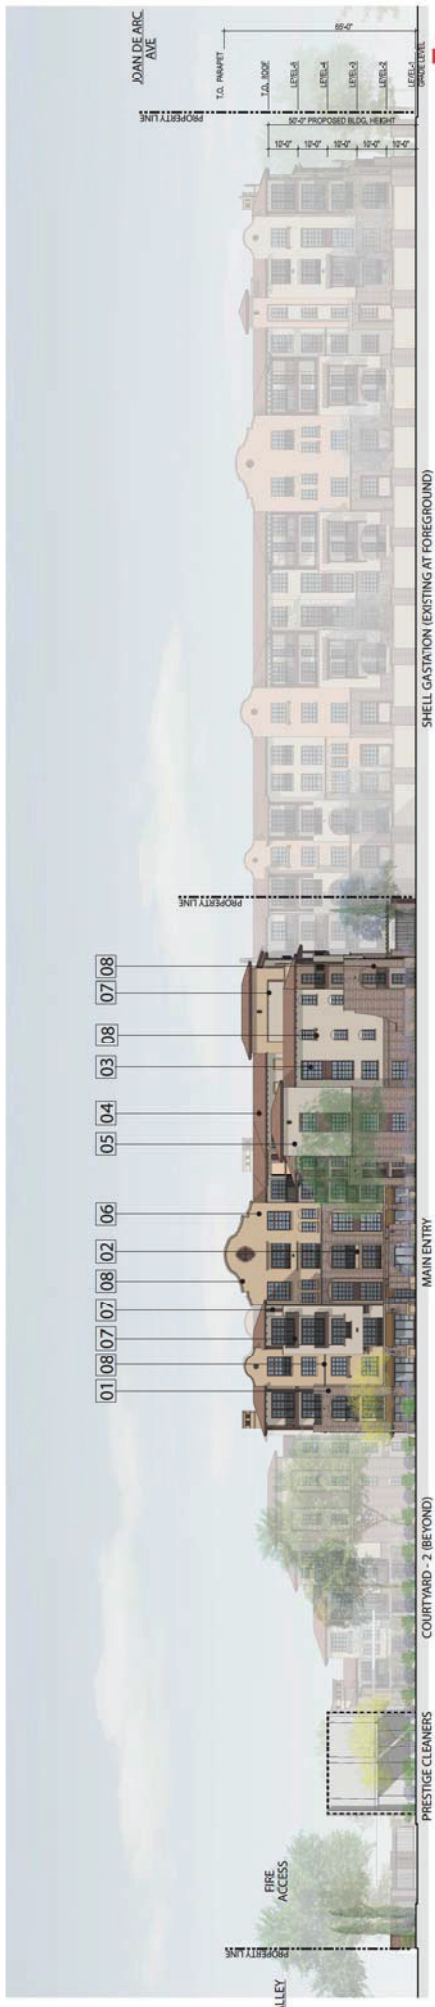 JOAN DE ARC
AVE
T.O. PARAPET
T.O. ROOF
LEVEL-5
LEVEL-4
LEVEL-3
LEVEL-2
LEVEL-1
GRADE LEVEL
65'-0"
50'-0" PROPOSED BLDG. HEIGHT
10'-0"
10'-0"
10'-0"
10'-0"
10'-0"
PROPERTY LINE
SHELL GASTATION (EXISTING AT FOREGROUND)
PROPERTY LINE
01
08
07
07
08
02
06
05
04
03
08
07
08
MAIN ENTRY
COURTYARD - 2 (BEYOND)
PRESTIGE CLEANERS
FIRE
ACCESS
PROPERTY LINE
LLEY